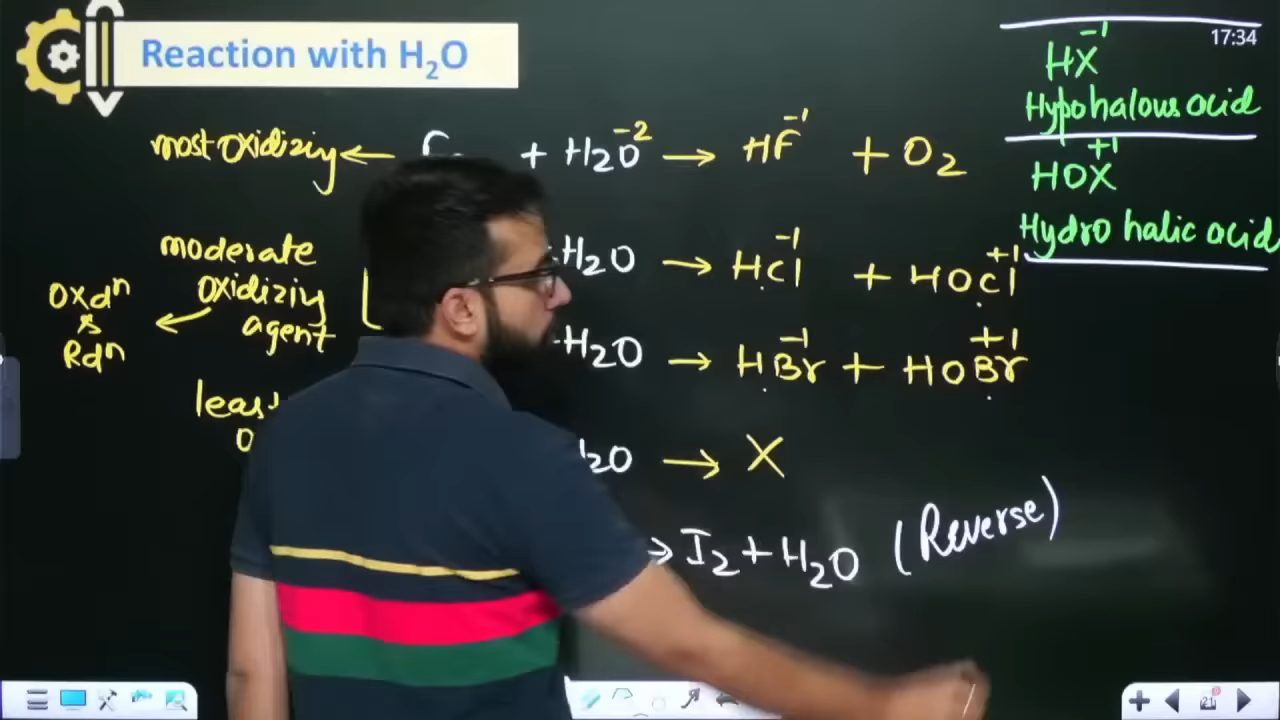 Reaction with H₂O
17:34
HX⁻¹
Hypohalous acid
HOX⁺¹
Hydro halic acid
most oxidizing ← + H₂O⁻² → HF⁻¹ + O₂
moderate oxidizing agent
H₂O → HCl⁻¹ + HOCl⁺¹
Oxdⁿ
&
Rdⁿ
H₂O → HBr⁻¹ + HOBr⁺¹
H₂O → X
→ I₂ + H₂O (Reverse)